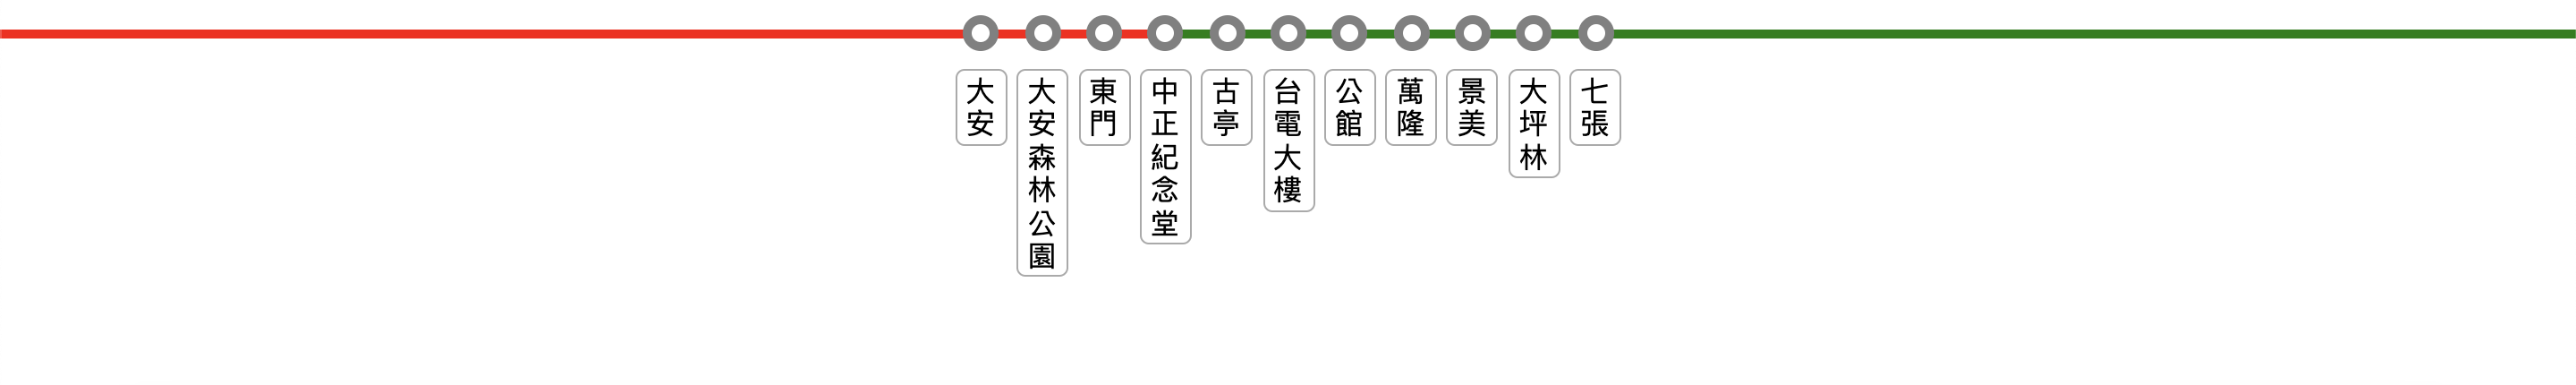 大安
大安森林公園
東門
中正紀念堂
古亭
台電大樓
公館
萬隆
景美
大坪林
七張